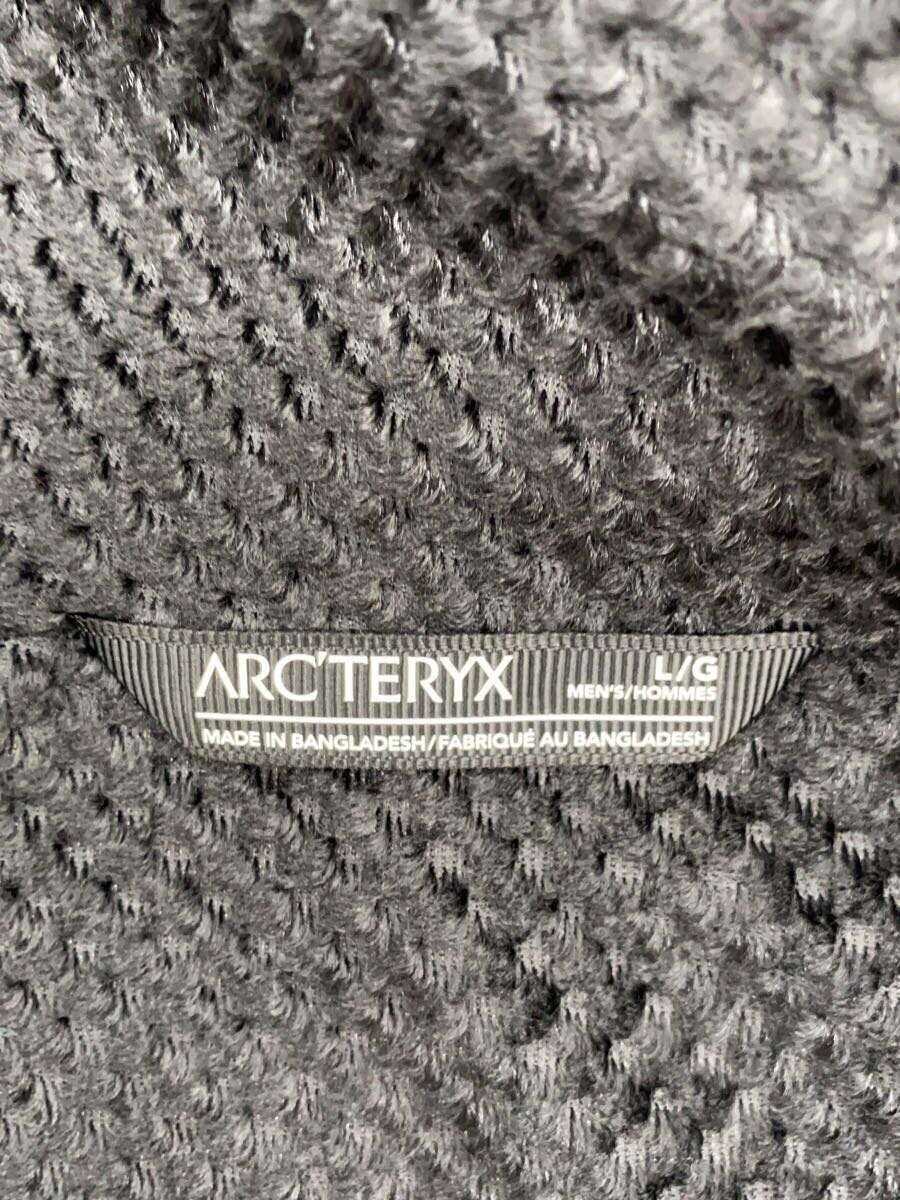 ARC'TERYX
L/G
MEN'S/HOMMES
MADE IN BANGLADESH/FABRIQUÉ AU BANGLADESH